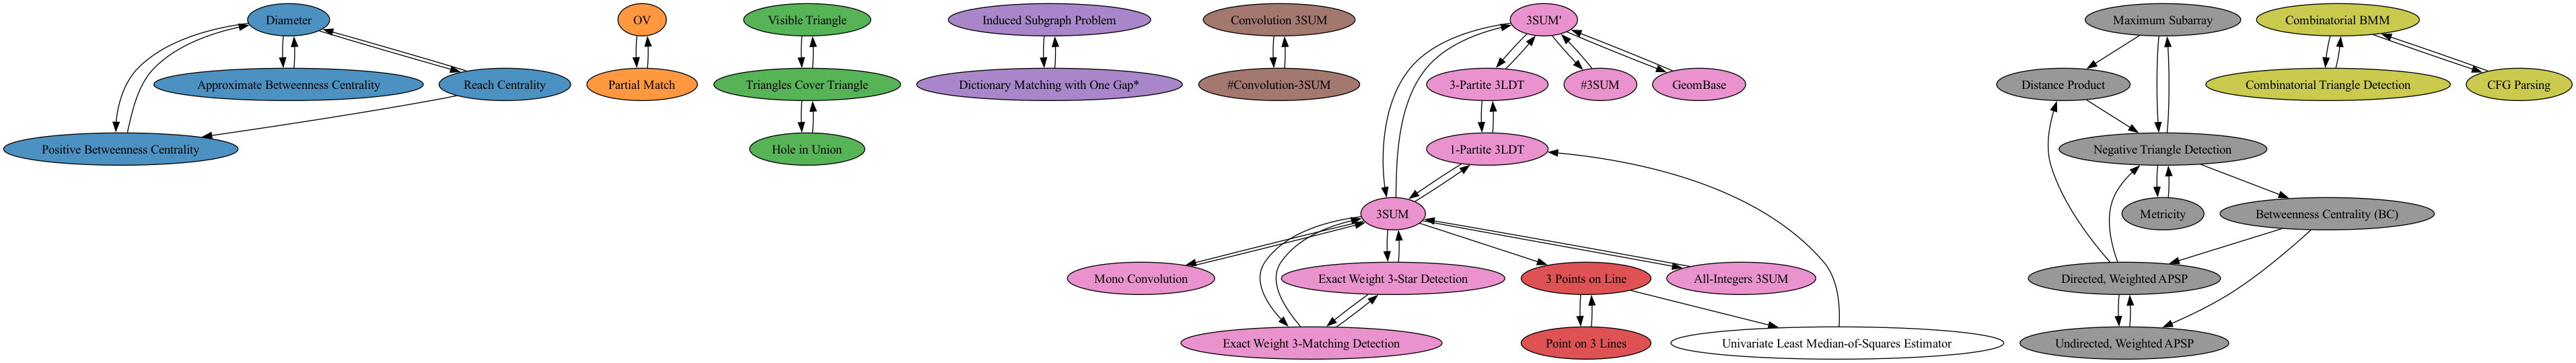 Diameter
OV
Visible Triangle
Induced Subgraph Problem
Convolution 3SUM
3SUM'
Maximum Subarray
Combinatorial BMM
Approximate Betweenness Centrality
Reach Centrality
Partial Match
Triangles Cover Triangle
Dictionary Matching with One Gap*
#Convolution-3SUM
3-Partite 3LDT
#3SUM
GeomBase
Distance Product
Combinatorial Triangle Detection
CFG Parsing
Positive Betweenness Centrality
Hole in Union
1-Partite 3LDT
Negative Triangle Detection
3SUM
Metricity
Betweenness Centrality (BC)
Mono Convolution
Exact Weight 3-Star Detection
3 Points on Line
All-Integers 3SUM
Directed, Weighted APSP
Exact Weight 3-Matching Detection
Point on 3 Lines
Univariate Least Median-of-Squares Estimator
Undirected, Weighted APSP